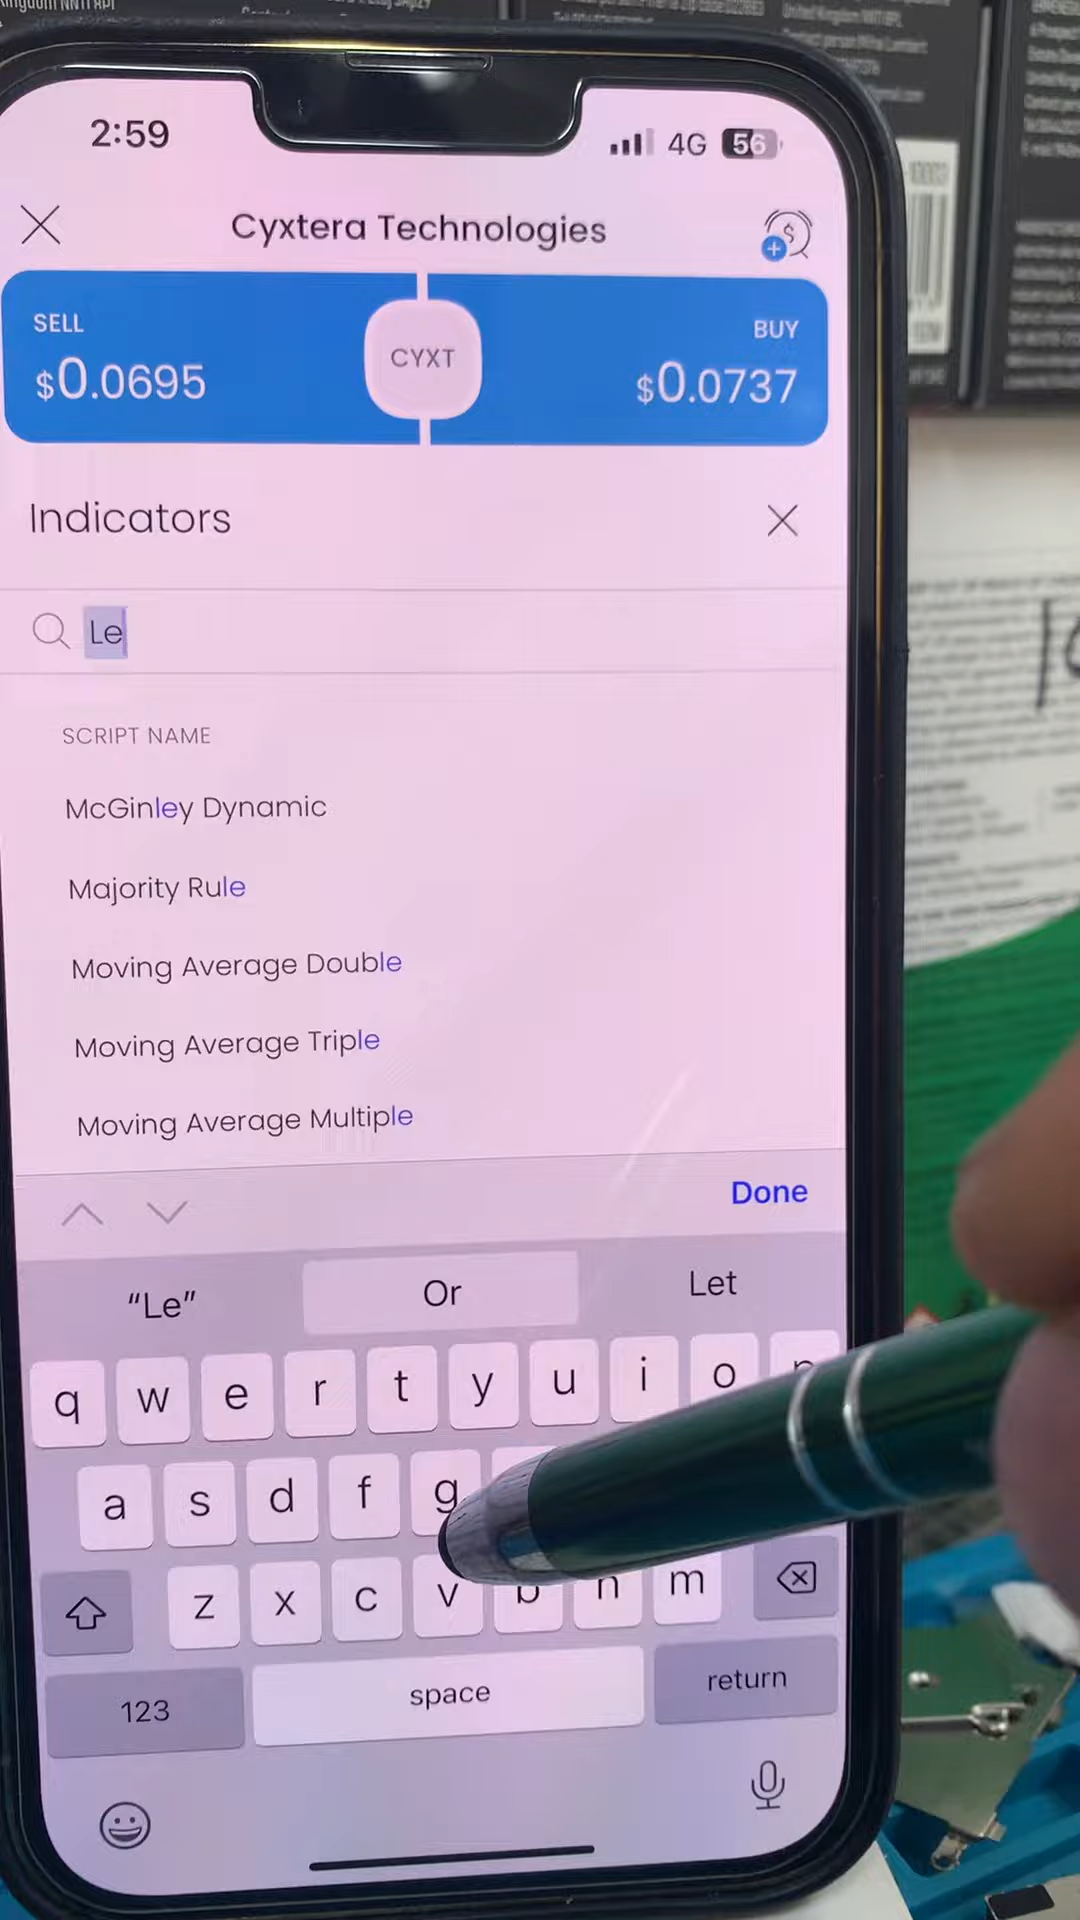 2:59
4G 56
Cyxtera Technologies
SELL
BUY
CYXT
$0.0695
$0.0737
Indicators
Le
SCRIPT NAME
McGinley Dynamic
Majority Rule
Moving Average Double
Moving Average Triple
Moving Average Multiple
Done
"Le" Or Let
q w e r t y u i o p
a s d f g
z x c v b n m
123 space return